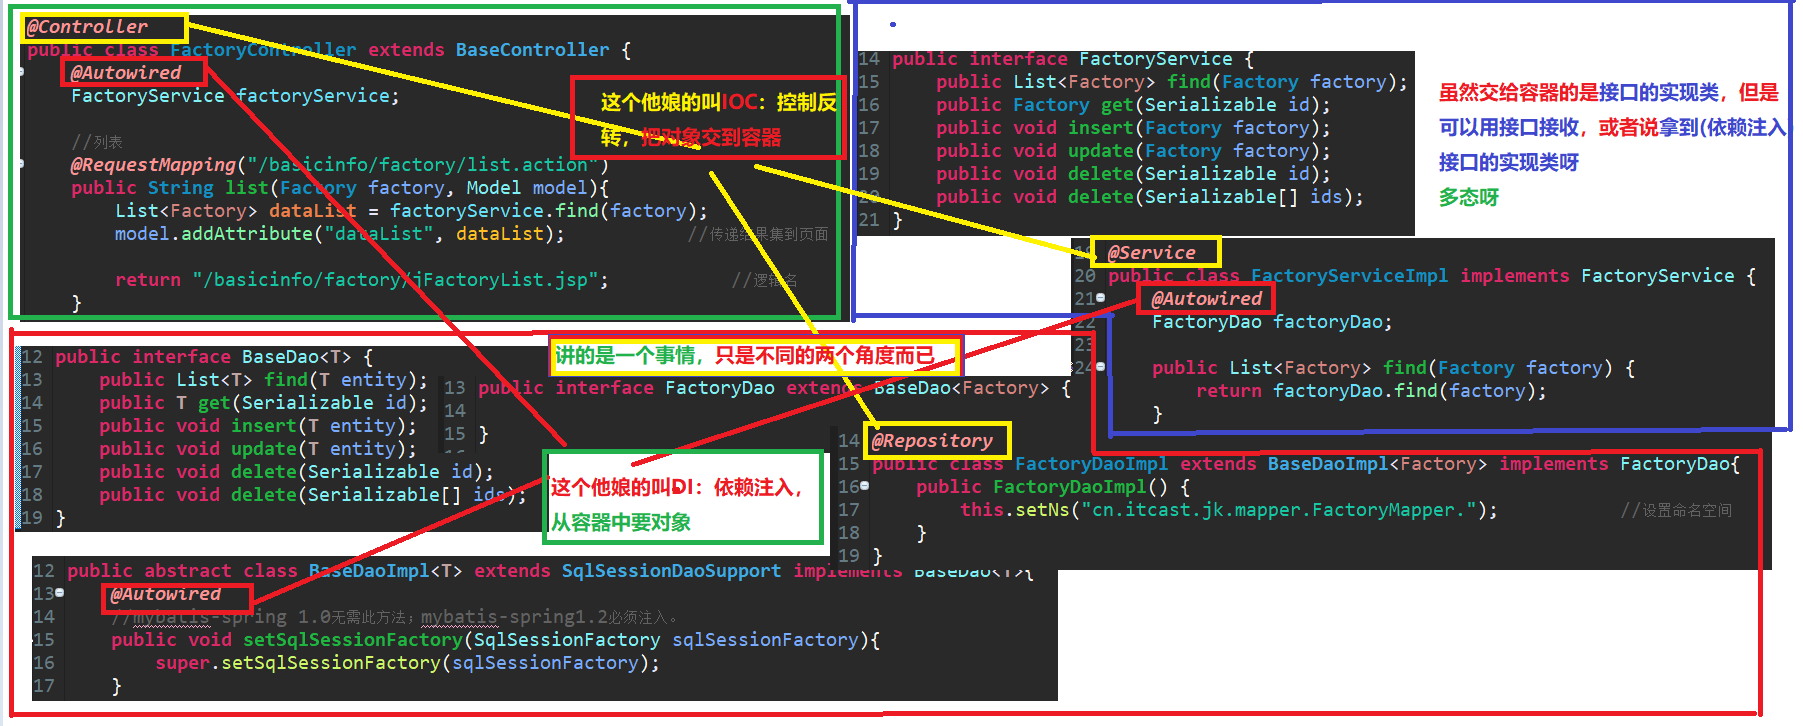 @Controller
public class FactoryController extends BaseController {
@Autowired
FactoryService factoryService;
//列表
@RequestMapping("/basicinfo/factory/list.action")
public String list(Factory factory, Model model){
List<Factory> dataList = factoryService.find(factory);
model.addAttribute("dataList", dataList); //传递结果集到页面
return "/basicinfo/factory/jFactoryList.jsp"; //逻辑名
}
这个他娘的叫IOC：控制反
转，把对象交到容器
14 public interface FactoryService {
15 public List<Factory> find(Factory factory);
16 public Factory get(Serializable id);
17 public void insert(Factory factory);
18 public void update(Factory factory);
19 public void delete(Serializable id);
20 public void delete(Serializable[] ids);
21 }
虽然交给容器的是接口的实现类，但是
可以用接口接收，或者说拿到(依赖注入
接口的实现类呀
多态呀
19 @Service
20 public class FactoryServiceImpl implements FactoryService {
21 @Autowired
22 FactoryDao factoryDao;
23
24 public List<Factory> find(Factory factory) {
return factoryDao.find(factory);
}
讲的是一个事情，只是不同的两个角度而已
12 public interface BaseDao<T> {
13 public List<T> find(T entity);
14 public T get(Serializable id);
15 public void insert(T entity);
16 public void update(T entity);
17 public void delete(Serializable id);
18 public void delete(Serializable[] ids);
19 }
13 public interface FactoryDao extends BaseDao<Factory> {
14
15 }
14 @Repository
15 public class FactoryDaoImpl extends BaseDaoImpl<Factory> implements FactoryDao{
16 public FactoryDaoImpl() {
17 this.setNs("cn.itcast.jk.mapper.FactoryMapper."); //设置命名空间
18 }
19 }
这个他娘的叫DI：依赖注入，
从容器中要对象
12 public abstract class BaseDaoImpl<T> extends SqlSessionDaoSupport implements BaseDao<T>{
13 @Autowired
14 //mybatis-spring 1.0无需此方法；mybatis-spring1.2必须注入。
15 public void setSqlSessionFactory(SqlSessionFactory sqlSessionFactory){
16 super.setSqlSessionFactory(sqlSessionFactory);
17 }